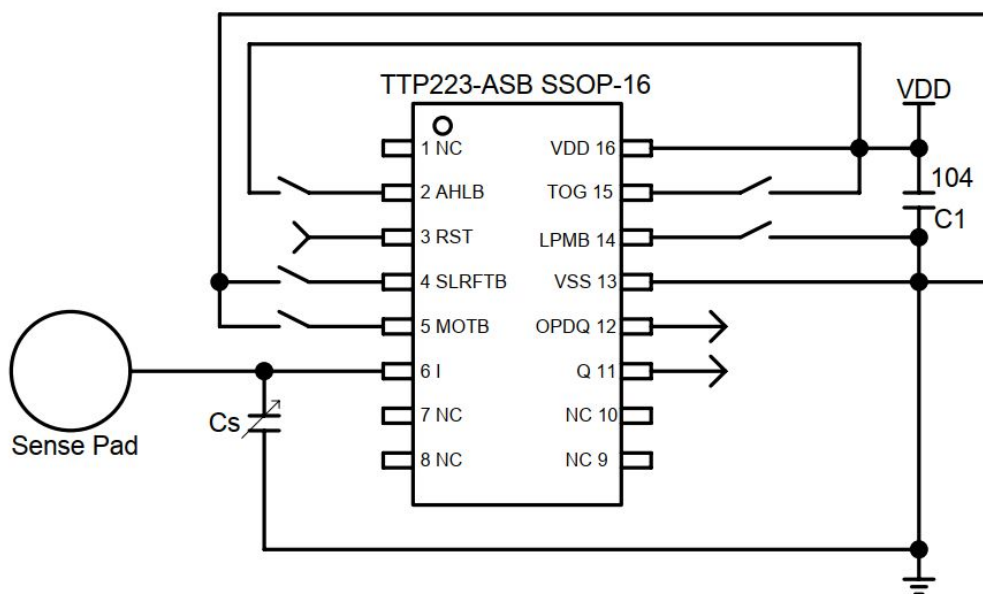 TTP223-ASB SSOP-16
VDD
1 NC
VDD 16
2 AHLB
TOG 15
104
3 RST
LPMB 14
C1
4 SLRFTB
VSS 13
5 MOTB
OPDQ 12
6 I
Q 11
Cs
7 NC
NC 10
Sense Pad
8 NC
NC 9